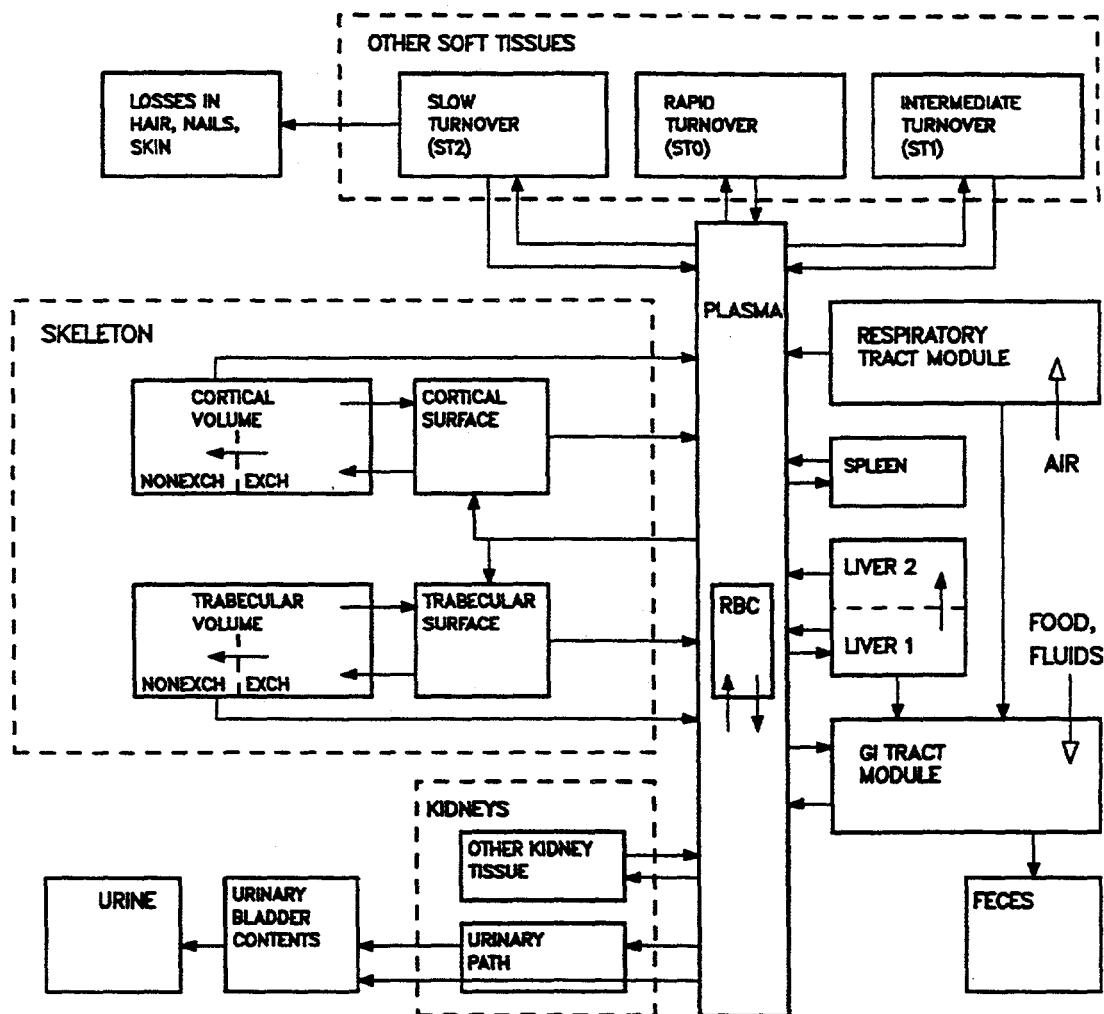 OTHER SOFT TISSUES
LOSSES IN
HAIR, NAILS,
SKIN
SLOW
TURNOVER
(ST2)
RAPID
TURNOVER
(ST0)
INTERMEDIATE
TURNOVER
(ST1)
PLASMA
SKELETON
CORTICAL
VOLUME
NONEXCH
EXCH
CORTICAL
SURFACE
TRABECULAR
VOLUME
NONEXCH
EXCH
TRABECULAR
SURFACE
RESPIRATORY
TRACT MODULE
AIR
SPLEEN
LIVER 2
LIVER 1
RBC
FOOD,
FLUIDS
GI TRACT
MODULE
FECES
KIDNEYS
OTHER KIDNEY
TISSUE
URINARY
PATH
URINARY
BLADDER
CONTENTS
URINE